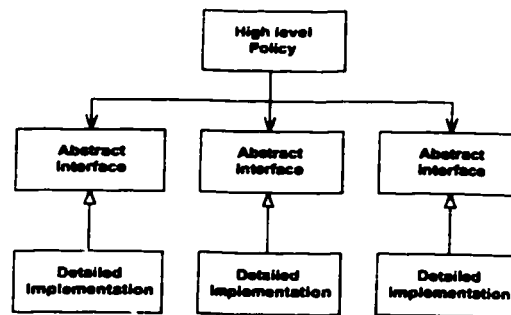 High level
Policy
Abstract
Interface
Abstract
Interface
Abstract
Interface
Detailed
Implementation
Detailed
Implementation
Detailed
Implementation